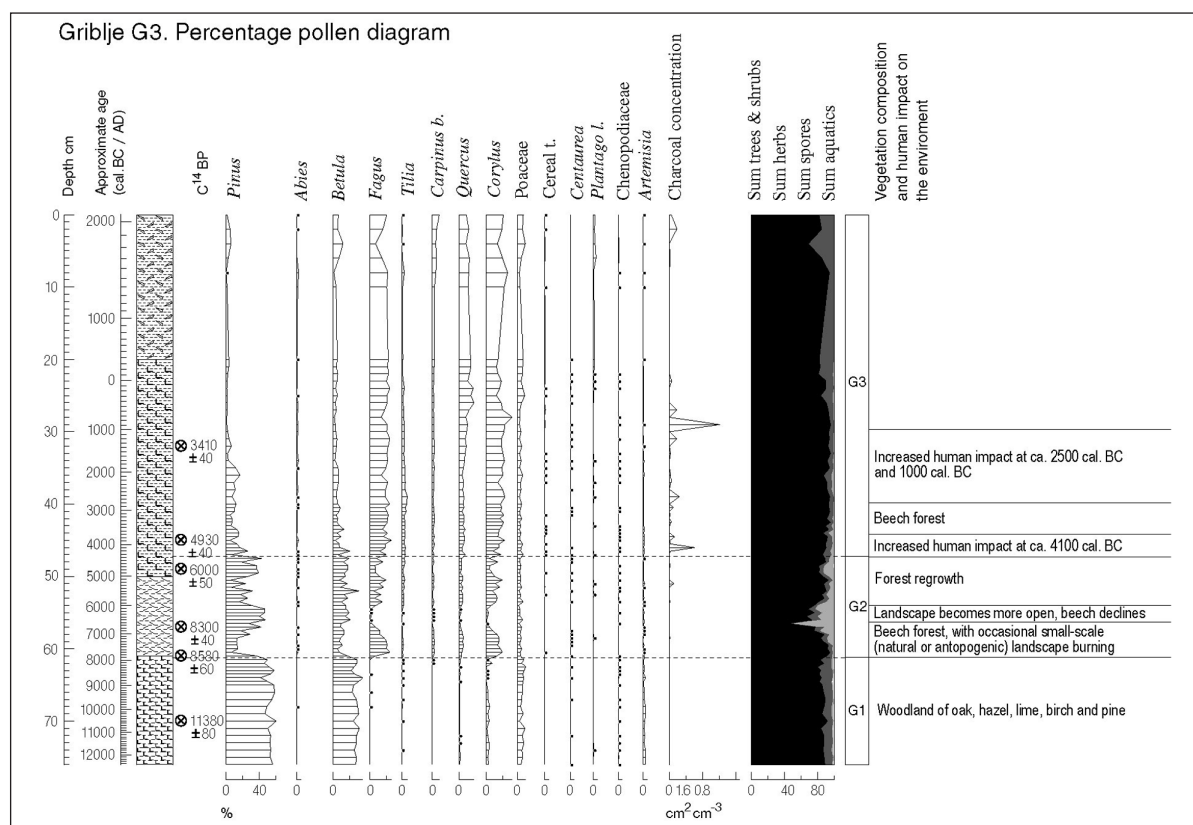 Griblje G3. Percentage pollen diagram
Depth cm
Approximate age
(cal. BC / AD)
C14 BP
Pinus
Abies
Betula
Fagus
Tilia
Carpinus b.
Quercus
Corylus
Poaceae
Cereal t.
Centaurea
Plantago l.
Chenopodiaceae
Artemisia
Charcoal concentration
Sum trees & shrubs
Sum herbs
Sum spores
Sum aquatics
Vegetation composition
and human impact on
the enviroment
0
10
20
30
40
50
60
70
2000
1000
0
1000
2000
3000
4000
5000
6000
7000
8000
9000
10000
11000
12000
3410
±40
4930
±40
6000
±50
8300
±40
8580
±60
11380
±80
G3
G2
G1
Increased human impact at ca. 2500 cal. BC
and 1000 cal. BC
Beech forest
Increased human impact at ca. 4100 cal. BC
Forest regrowth
Landscape becomes more open, beech declines
Beech forest, with occasional small-scale
(natural or antopogenic) landscape burning
Woodland of oak, hazel, lime, birch and pine
0 40 0 0 0 0 0 0 0 0 0 0 0 0 0 0 1.6 0.8 0 40 80
% cm2 cm-3